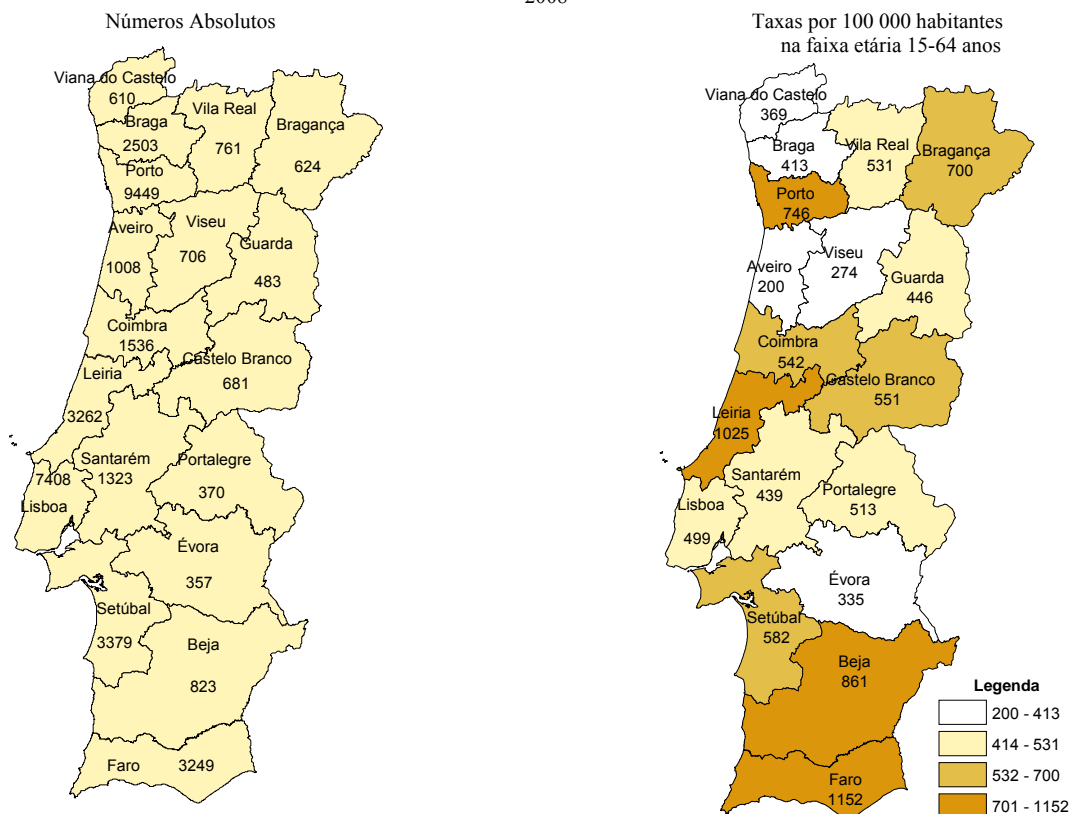 2008
Números Absolutos
Viana do Castelo
610
Braga
2503
Vila Real
761
Bragança
624
Porto
9449
Aveiro
1008
Viseu
706
Guarda
483
Coimbra
1536
Castelo Branco
681
Leiria
3262
Santarém
1323
Portalegre
370
7408
Lisboa
Évora
357
Setúbal
3379
Beja
823
Faro 3249
Taxas por 100 000 habitantes
na faixa etária 15-64 anos
Viana do Castelo
369
Braga
413
Vila Real
531
Bragança
700
Porto
746
Aveiro
200
Viseu
274
Guarda
446
Coimbra
542
Castelo Branco
551
Leiria
1025
Santarém
439
Portalegre
513
Lisboa
499
Évora
335
Setúbal
582
Beja
861
Faro
1152
Legenda
200 - 413
414 - 531
532 - 700
701 - 1152